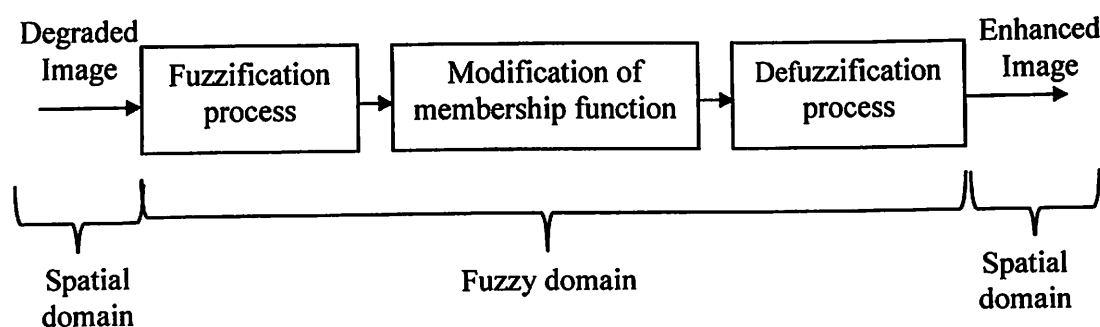 Degraded
Image
Fuzzification
process
Modification of
membership function
Defuzzification
process
Enhanced
Image
Spatial
domain
Fuzzy domain
Spatial
domain